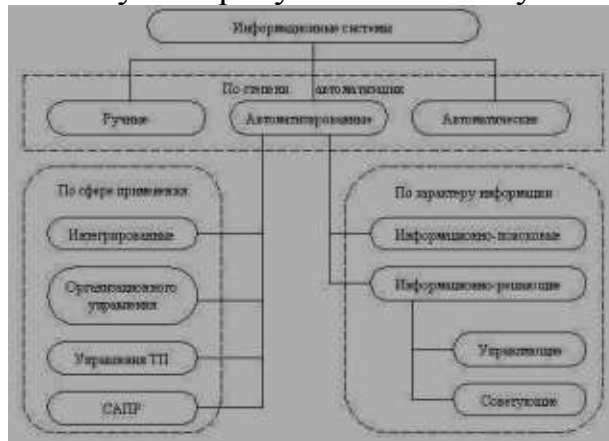 Информационные системы
По степени автоматизации
Ручные
Автоматизированные
Автоматические
По сфере применения
По характеру информации
Интегрированные
Информационно-поисковые
Организационного
управления
Информационно-решающие
Управления ТП
Управляющие
САПР
Советующие